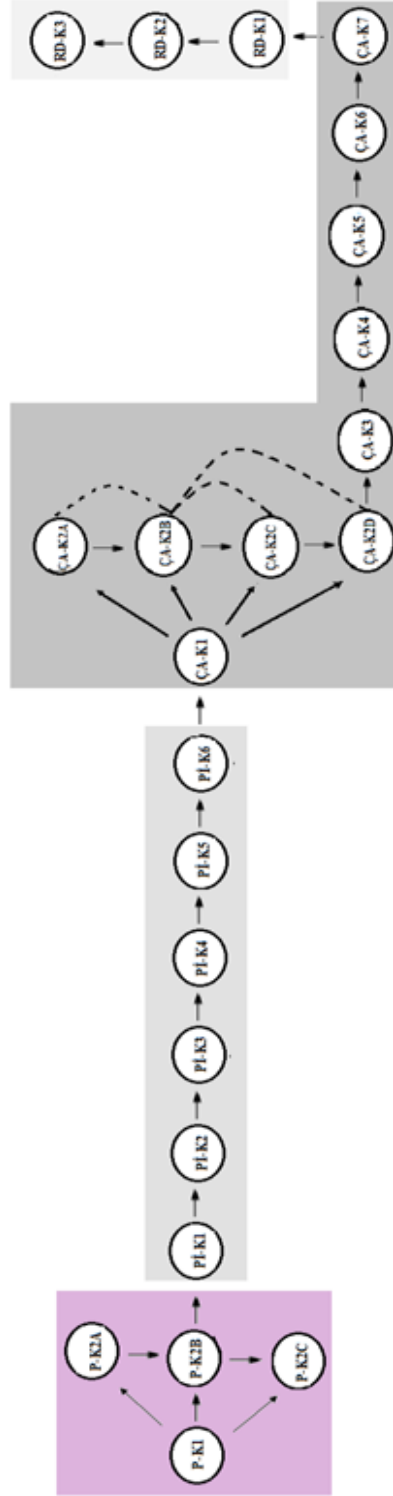 P-K1
P-K2A
P-K2B
P-K2C
Pİ-K1
Pİ-K2
Pİ-K3
Pİ-K4
Pİ-K5
Pİ-K6
ÇA-K1
ÇA-K2A
ÇA-K2B
ÇA-K2C
ÇA-K2D
ÇA-K3
ÇA-K4
ÇA-K5
ÇA-K6
ÇA-K7
RD-K1
RD-K2
RD-K3